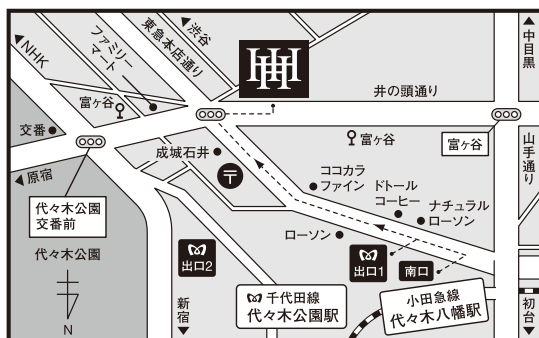 NHK
ファミリー
マート
東急本店通り
渋谷
HH
井の頭通り
中目黒
山手通り
富ヶ谷
交番
富ヶ谷
富ヶ谷
成城石井
〒
原宿
代々木公園
交番前
代々木公園
ココカラ
ファイン
ドトール
コーヒー
ナチュラル
ローソン
ローソン
出口2
出口1
南口
千代田線
代々木公園駅
小田急線
代々木八幡駅
新宿
初台
N